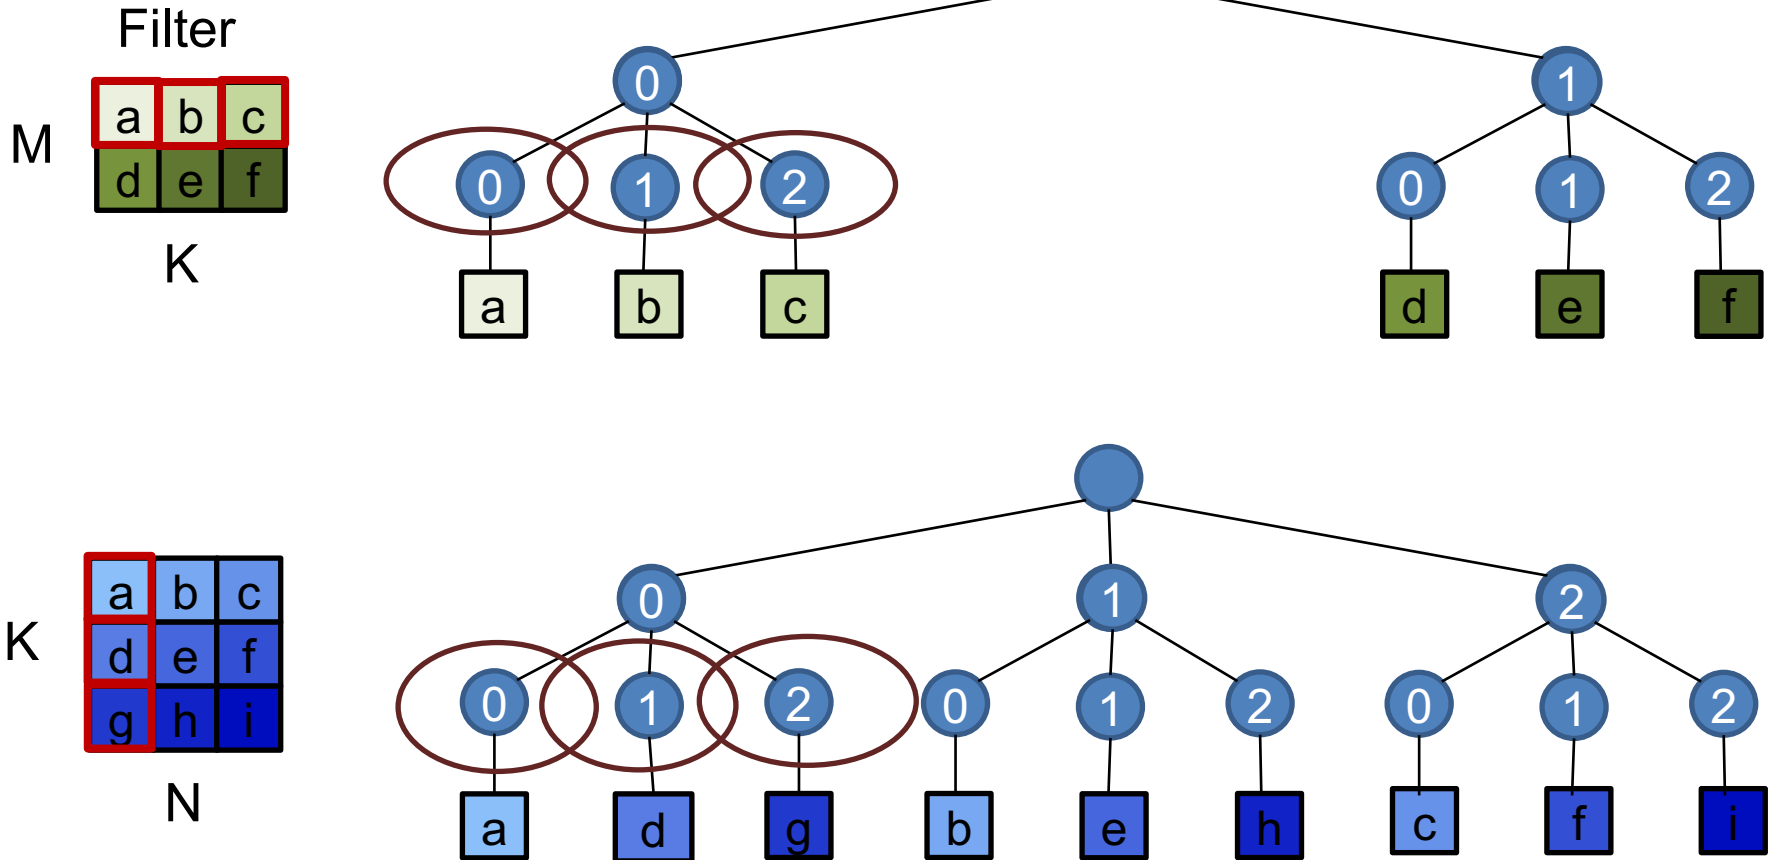 Filter
M
a b c
d e f
K
0 1
0 1 2 0 1 2
a b c d e f
K
a b c
d e f
g h i
N
0 1 2
0 1 2 0 1 2 0 1 2
a d g b e h c f i